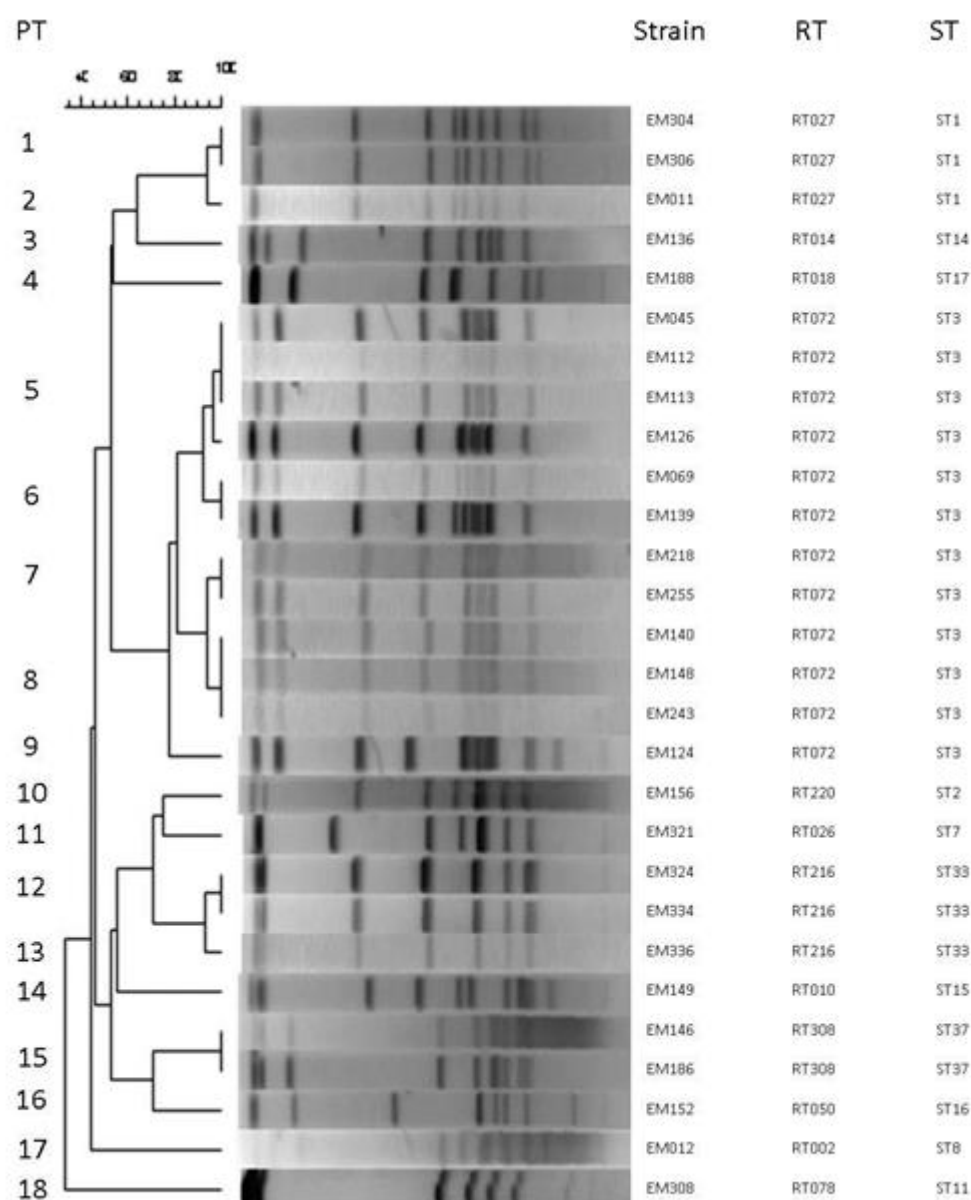 PT Strain RT ST
40 60 80 100
1 EM304 RT027 ST1
EM306 RT027 ST1
2 EM011 RT027 ST1
3 EM136 RT014 ST14
4 EM188 RT018 ST17
EM045 RT072 ST3
EM112 RT072 ST3
5 EM113 RT072 ST3
EM126 RT072 ST3
EM069 RT072 ST3
6 EM139 RT072 ST3
EM218 RT072 ST3
7 EM255 RT072 ST3
EM140 RT072 ST3
8 EM148 RT072 ST3
EM243 RT072 ST3
9 EM124 RT072 ST3
10 EM156 RT220 ST2
11 EM321 RT026 ST7
12 EM324 RT216 ST33
EM334 RT216 ST33
13 EM336 RT216 ST33
14 EM149 RT010 ST15
EM146 RT308 ST37
15 EM186 RT308 ST37
16 EM152 RT050 ST16
17 EM012 RT002 ST8
18 EM308 RT078 ST11